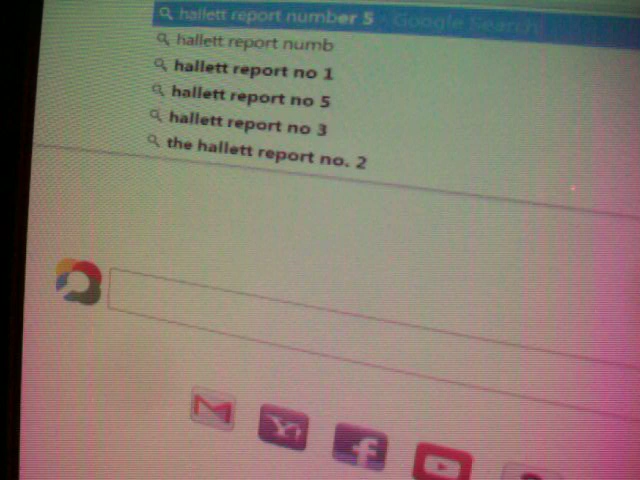 hallett report number 5 - Google Search
hallett report numb
hallett report no 1
hallett report no 5
hallett report no 3
the hallett report no. 2
Y!
f